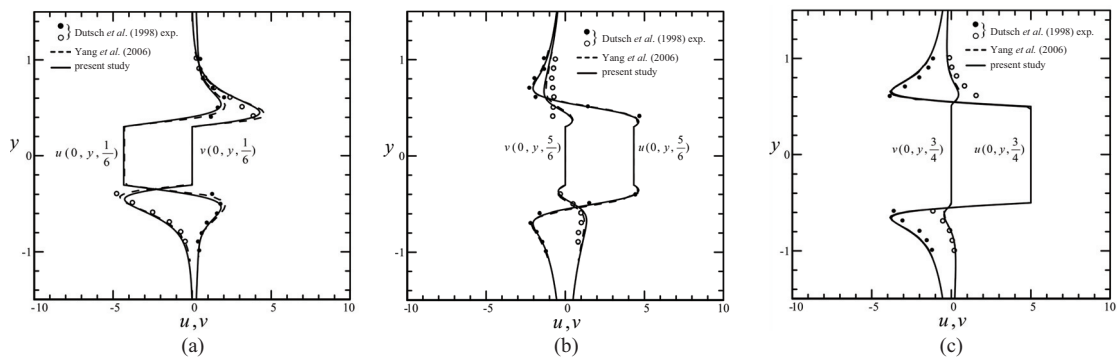 Dutsch et al. (1998) exp.
Yang et al. (2006)
present study
1
y
0
-1
u(0, y, 1/6)
v(0, y, 1/6)
-10
-5
0
5
10
u,v
(a)
Dutsch et al. (1998) exp.
Yang et al. (2006)
present study
1
y
0
-1
v(0, y, 5/6)
u(0, y, 5/6)
-10
-5
0
5
10
u,v
(b)
Dutsch et al. (1998) exp.
Yang et al. (2006)
present study
1
y
0
-1
v(0, y, 3/4)
u(0, y, 3/4)
-10
-5
0
5
10
u,v
(c)